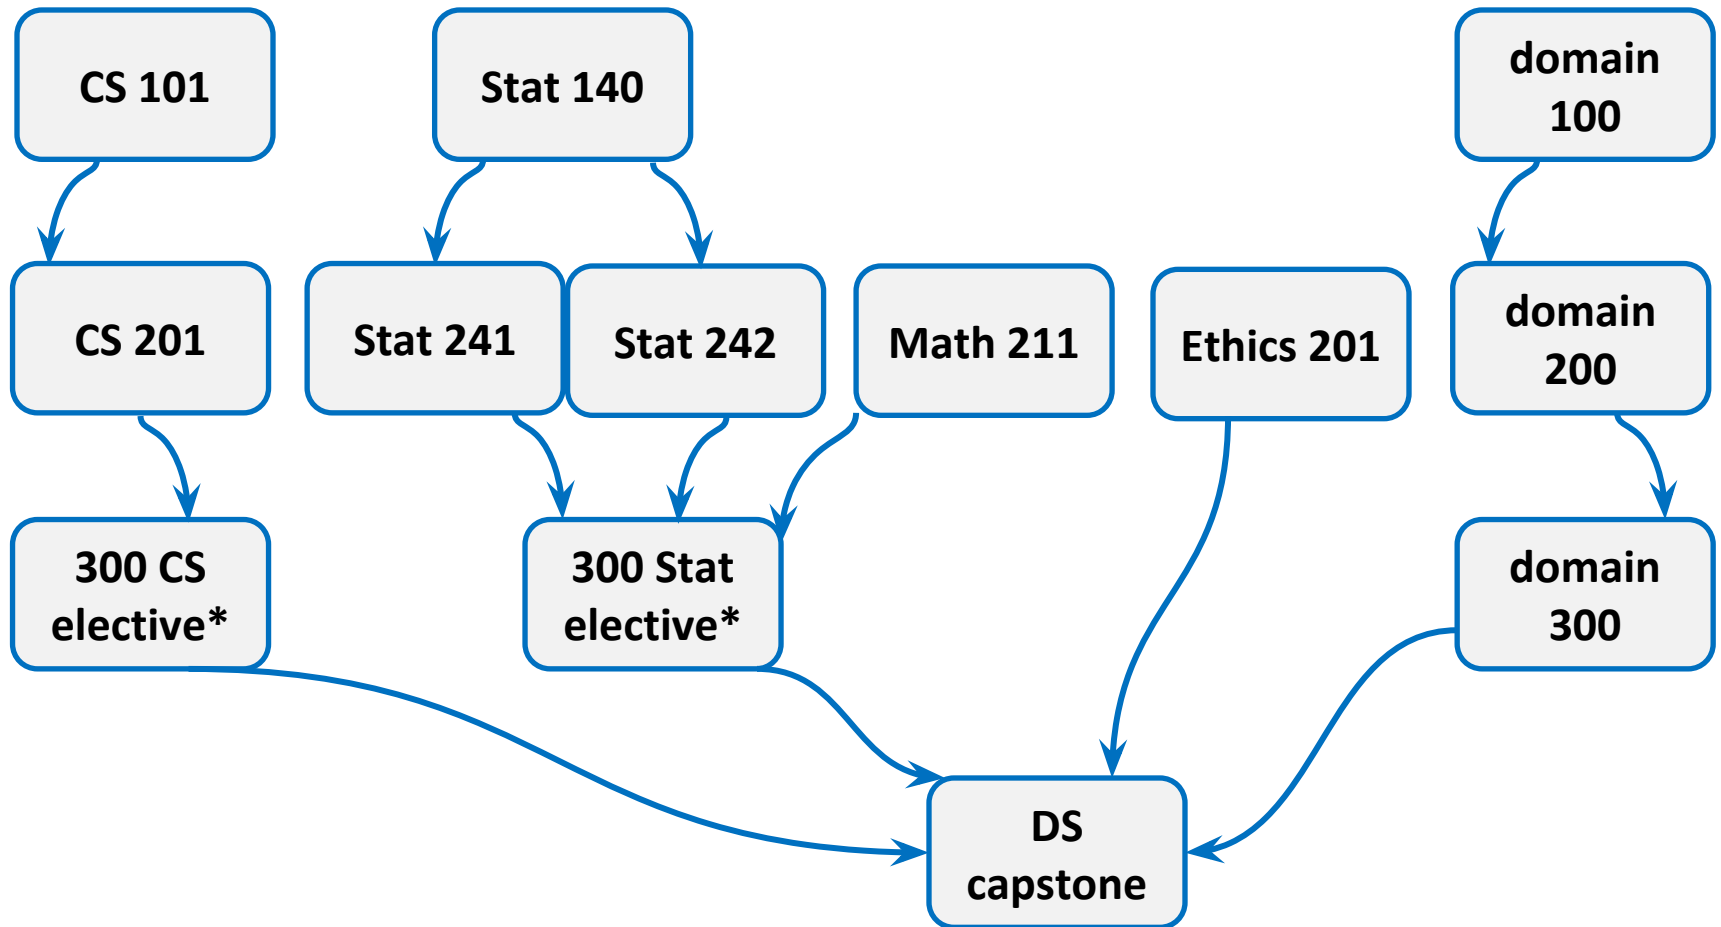 CS 101
Stat 140
domain
100
CS 201
Stat 241
Stat 242
Math 211
Ethics 201
domain
200
300 CS
elective*
300 Stat
elective*
domain
300
DS
capstone